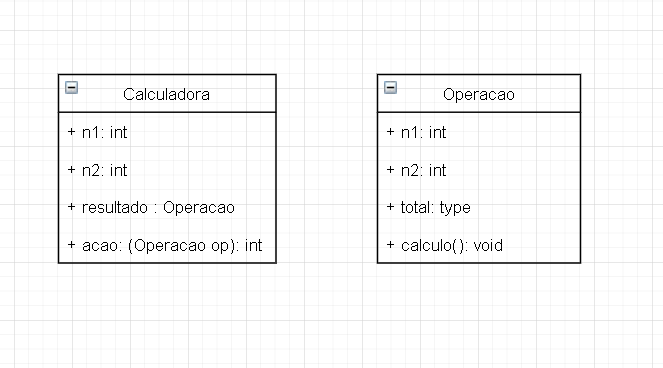 Calculadora
+ n1: int
+ n2: int
+ resultado : Operacao
+ acao: (Operacao op): int
Operacao
+ n1: int
+ n2: int
+ total: type
+ calculo(): void